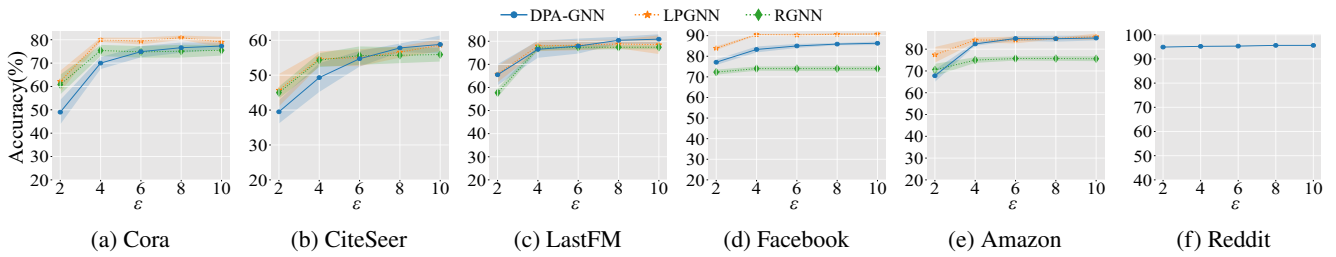 DPA-GNN LPGNN RGNN
Accuracy(%)
80
70
60
50
40
30
20
2 4 6 8 10
ε
(a) Cora
60
50
40
30
20
2 4 6 8 10
ε
(b) CiteSeer
80
70
60
50
40
30
20
2 4 6 8 10
ε
(c) LastFM
90
80
70
60
50
40
30
20
2 4 6 8 10
ε
(d) Facebook
80
70
60
50
40
30
20
2 4 6 8 10
ε
(e) Amazon
100
90
80
70
60
50
40
2 4 6 8 10
ε
(f) Reddit